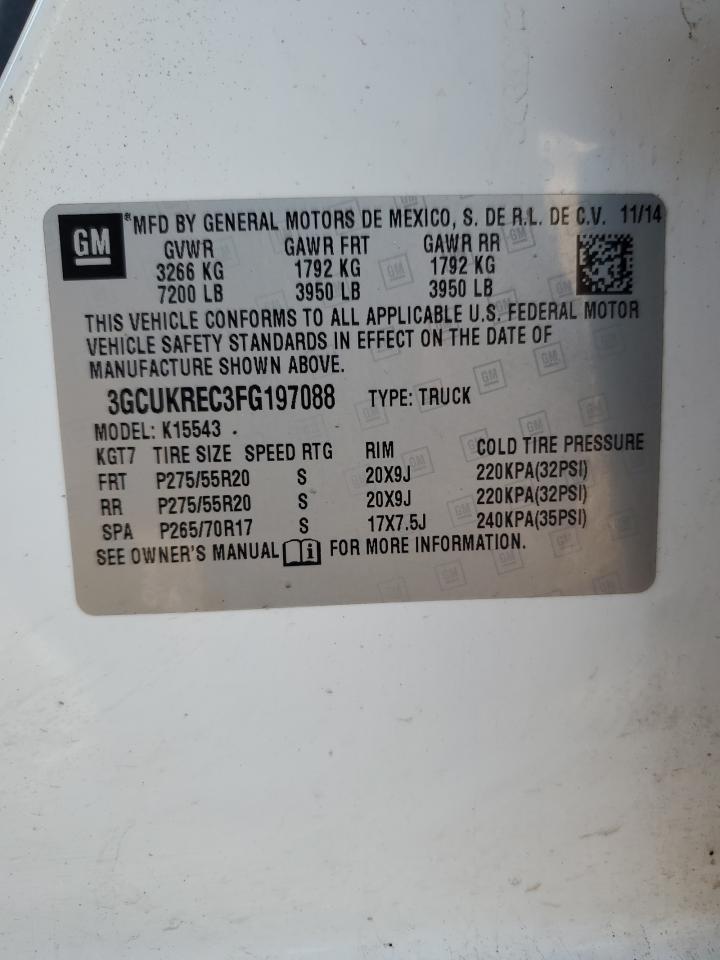 GM *MFD BY GENERAL MOTORS DE MEXICO, S. DE R.L. DE C.V. 11/14
GVWR GAWR FRT GAWR RR
3266 KG 1792 KG 1792 KG
7200 LB 3950 LB 3950 LB
THIS VEHICLE CONFORMS TO ALL APPLICABLE U.S. FEDERAL MOTOR
VEHICLE SAFETY STANDARDS IN EFFECT ON THE DATE OF
MANUFACTURE SHOWN ABOVE.
3GCUKREC3FG197088 TYPE: TRUCK
MODEL: K15543 .
KGT7 TIRE SIZE SPEED RTG RIM COLD TIRE PRESSURE
FRT P275/55R20 S 20X9J 220KPA(32PSI)
RR P275/55R20 S 20X9J 220KPA(32PSI)
SPA P265/70R17 S 17X7.5J 240KPA(35PSI)
SEE OWNER'S MANUAL i FOR MORE INFORMATION.